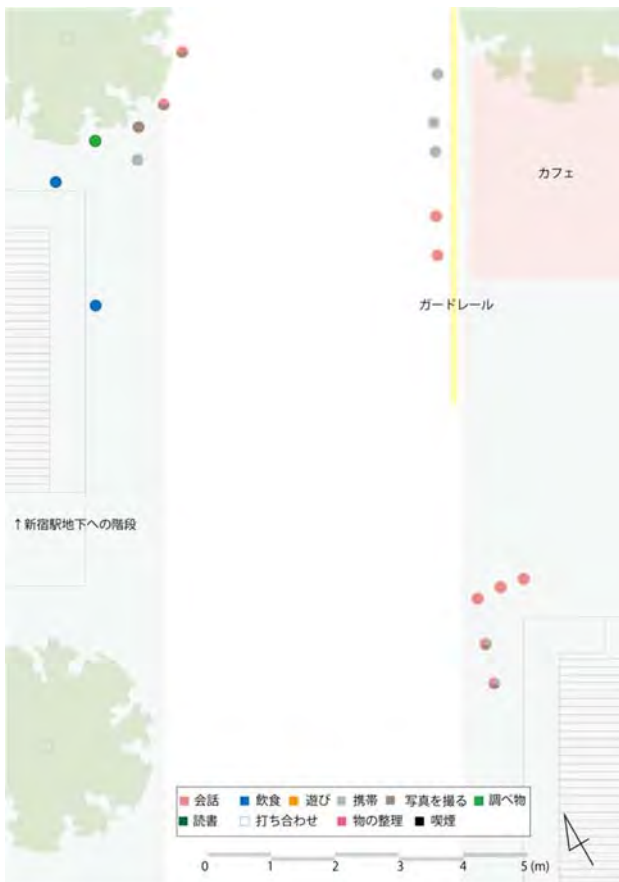 カフェ
ガードレール
↑新宿駅地下への階段
会話 飲食 遊び 携帯 写真を撮る 調べ物
読書 打ち合わせ 物の整理 喫煙
0 1 2 3 4 5 (m)